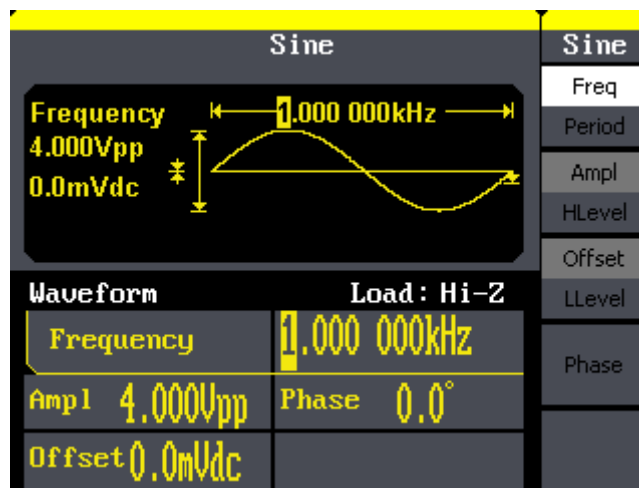 Sine
Frequency
1.000 000kHz
4.000Vpp
0.0mVdc
Waveform Load: Hi-Z
Frequency 1.000 000kHz
Ampl 4.000Vpp Phase 0.0°
Offset 0.0mVdc
Sine
Freq
Period
Ampl
HLevel
Offset
LLevel
Phase